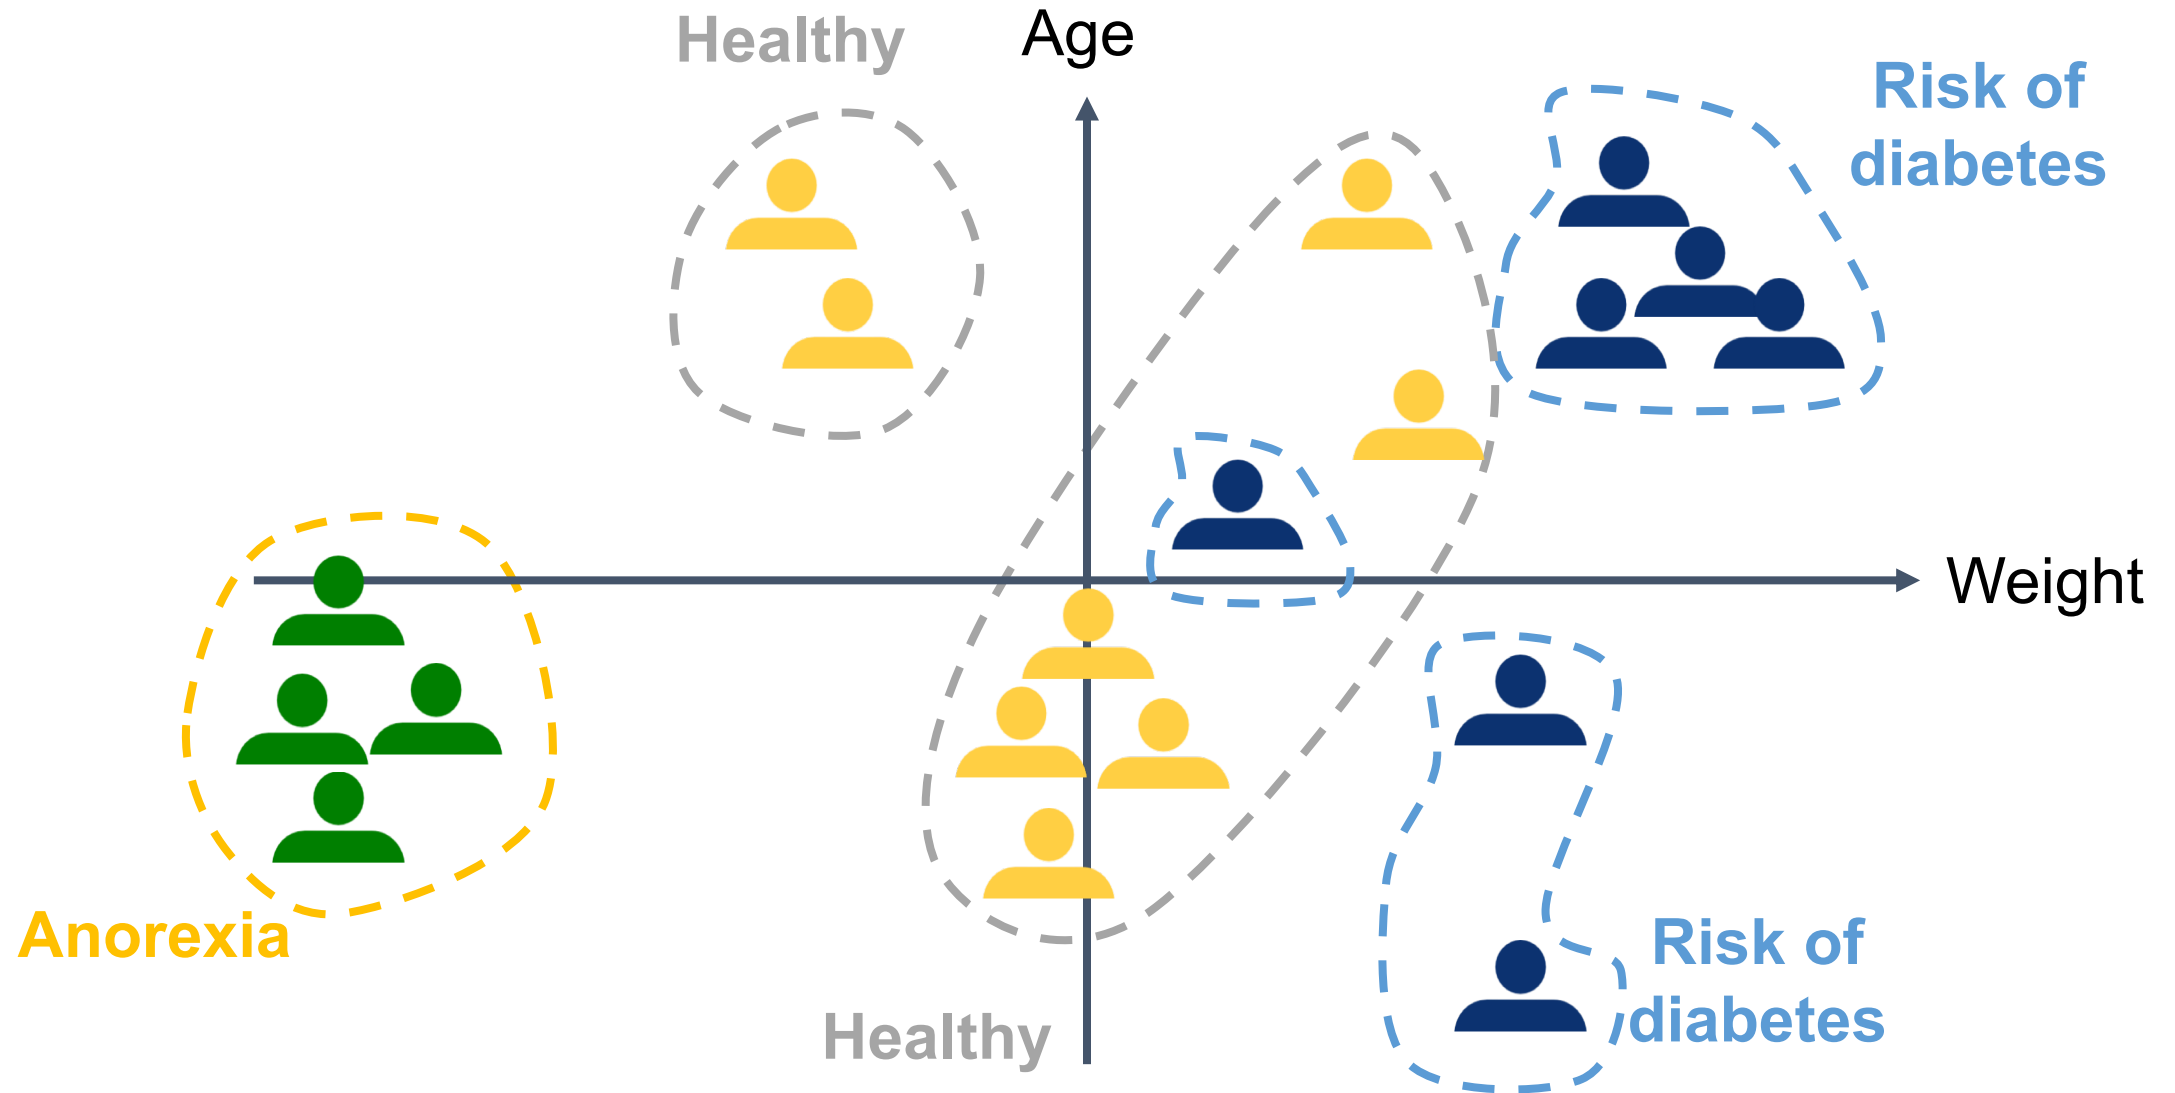 Healthy
Age
Risk of
diabetes
Weight
Anorexia
Risk of
diabetes
Healthy